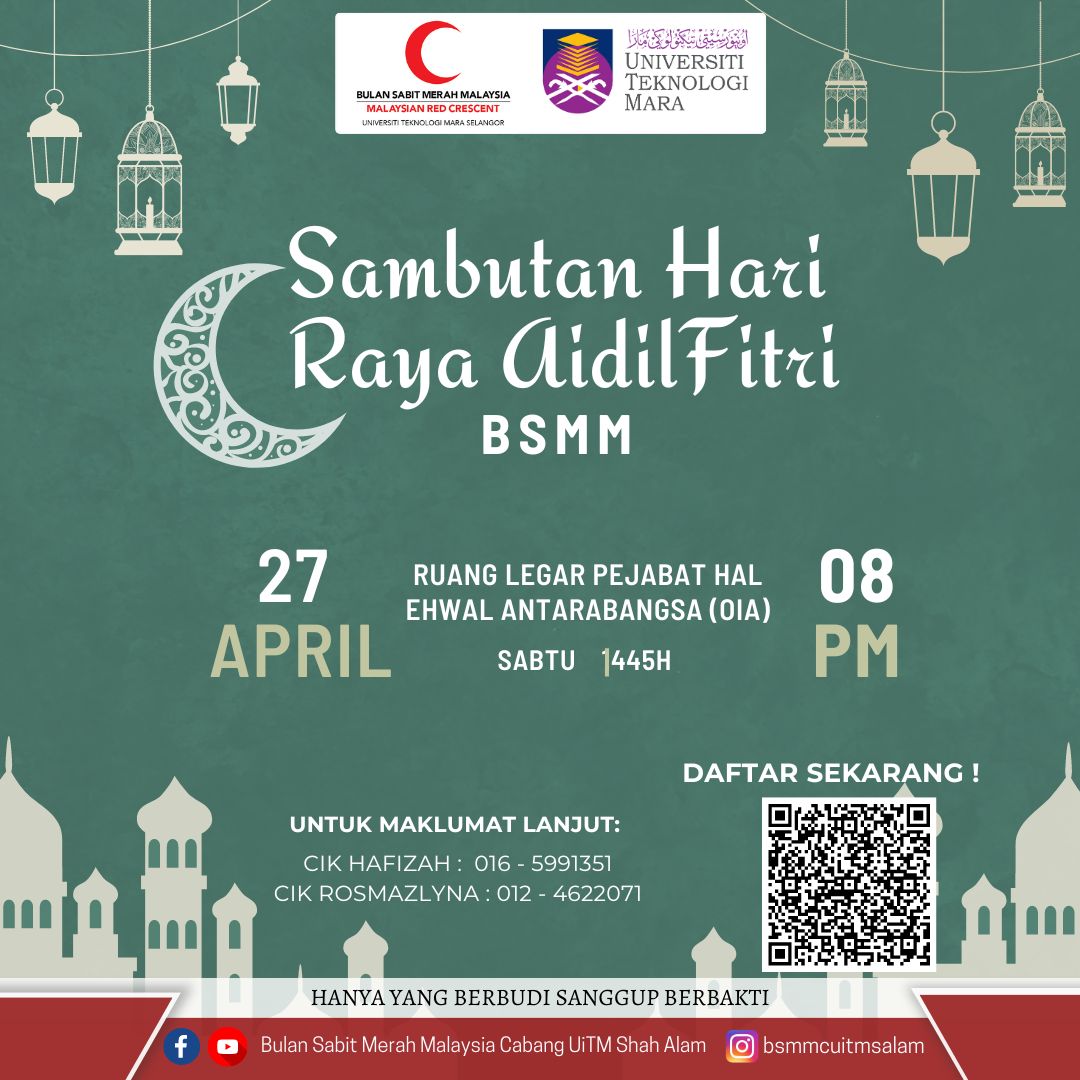 BULAN SABIT MERAH MALAYSIA
MALAYSIAN RED CRESCENT
UNIVERSITI TEKNOLOGI MARA SELANGOR
اونيۏرسيتي تيكنولوݢي مارا
UNIVERSITI
TEKNOLOGI
MARA
Sambutan Hari
Raya AidilFitri
BSMM
27
APRIL
RUANG LEGAR PEJABAT HAL
EHWAL ANTARABANGSA (OIA)
SABTU 1445H
08
PM
DAFTAR SEKARANG !
UNTUK MAKLUMAT LANJUT:
CIK HAFIZAH : 016 - 5991351
CIK ROSMAZLYNA : 012 - 4622071
HANYA YANG BERBUDI SANGGUP BERBAKTI
Bulan Sabit Merah Malaysia Cabang UiTM Shah Alam
bsmmcuitmsalam